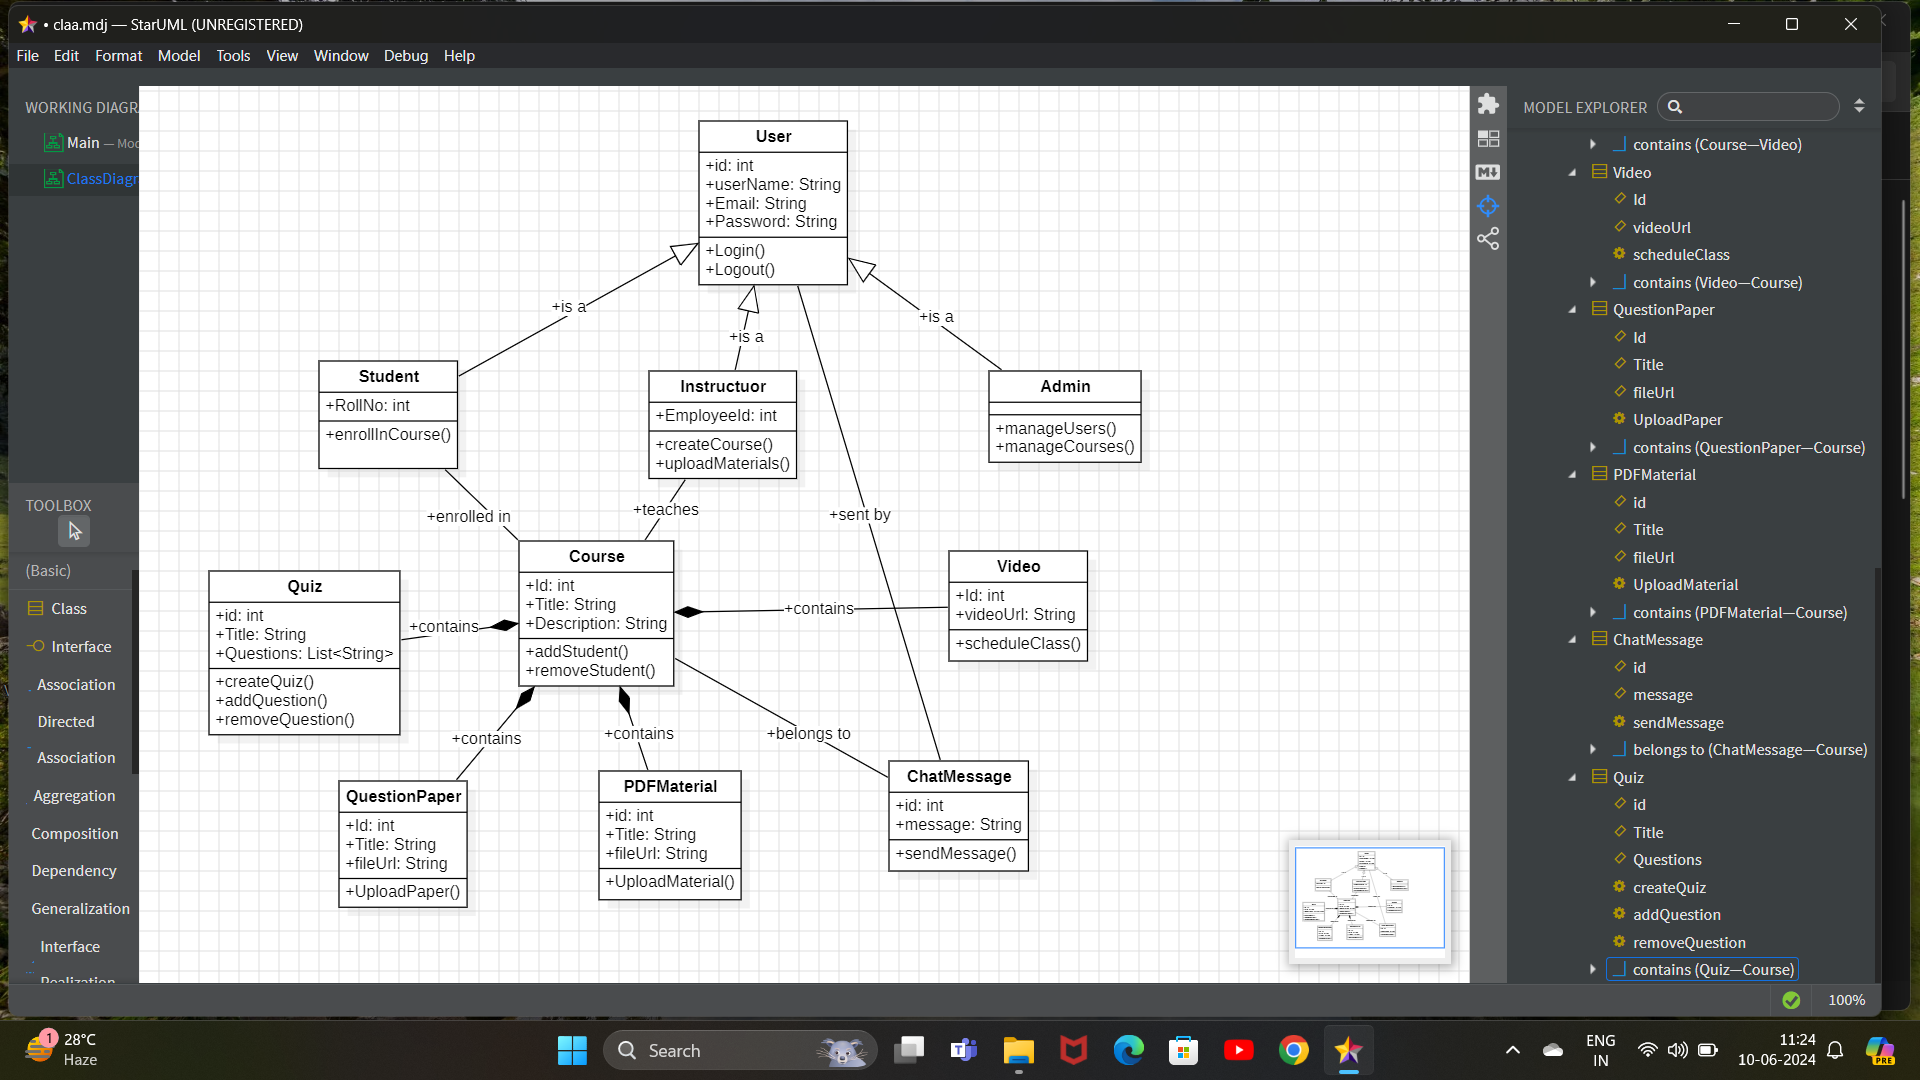 • claa.mdj — StarUML (UNREGISTERED)
File Edit Format Model Tools View Window Debug Help
WORKING DIAGR
Main — Mod
ClassDiagr
TOOLBOX
(Basic)
Class
Interface
Association
Directed
Association
Aggregation
Composition
Dependency
Generalization
Interface
Realization
User
+id: int
+userName: String
+Email: String
+Password: String
+Login()
+Logout()
+is a
+is a
+is a
Student
+RollNo: int
+enrollInCourse()
Instructuor
+EmployeeId: int
+createCourse()
+uploadMaterials()
Admin
+manageUsers()
+manageCourses()
+enrolled in
+teaches
+sent by
Course
+Id: int
+Title: String
+Description: String
+addStudent()
+removeStudent()
Quiz
+id: int
+Title: String
+Questions: List<String>
+createQuiz()
+addQuestion()
+removeQuestion()
+contains
+contains
Video
+Id: int
+videoUrl: String
+scheduleClass()
+contains
+contains
+belongs to
QuestionPaper
+Id: int
+Title: String
+fileUrl: String
+UploadPaper()
PDFMaterial
+id: int
+Title: String
+fileUrl: String
+UploadMaterial()
ChatMessage
+id: int
+message: String
+sendMessage()
MODEL EXPLORER
contains (Course—Video)
Video
Id
videoUrl
scheduleClass
contains (Video—Course)
QuestionPaper
Id
Title
fileUrl
UploadPaper
contains (QuestionPaper—Course)
PDFMaterial
id
Title
fileUrl
UploadMaterial
contains (PDFMaterial—Course)
ChatMessage
id
message
sendMessage
belongs to (ChatMessage—Course)
Quiz
id
Title
Questions
createQuiz
addQuestion
removeQuestion
contains (Quiz—Course)
100%
1
28°C
Haze
Search
ENG
IN
11:24
10-06-2024
PRE